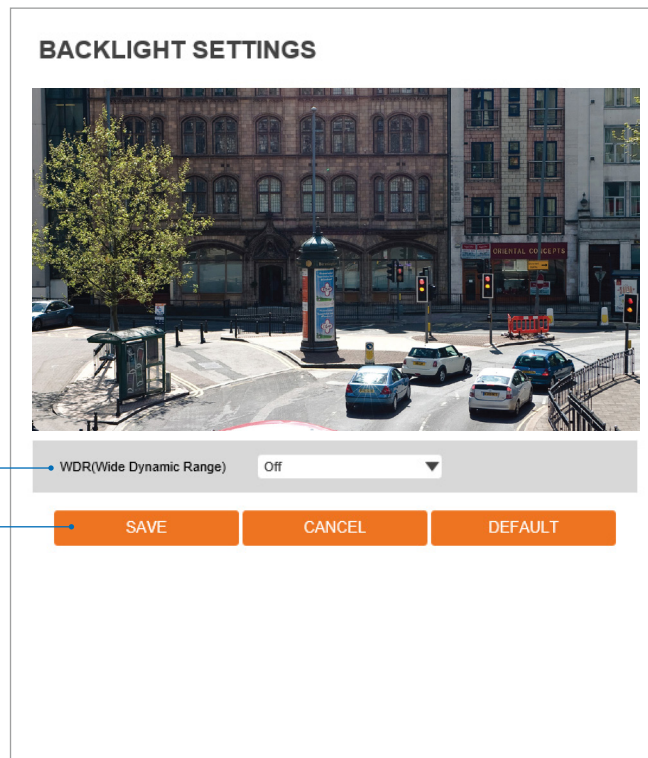 BACKLIGHT SETTINGS
ORIENTAL CONCEPTS
WDR(Wide Dynamic Range) Off
SAVE CANCEL DEFAULT